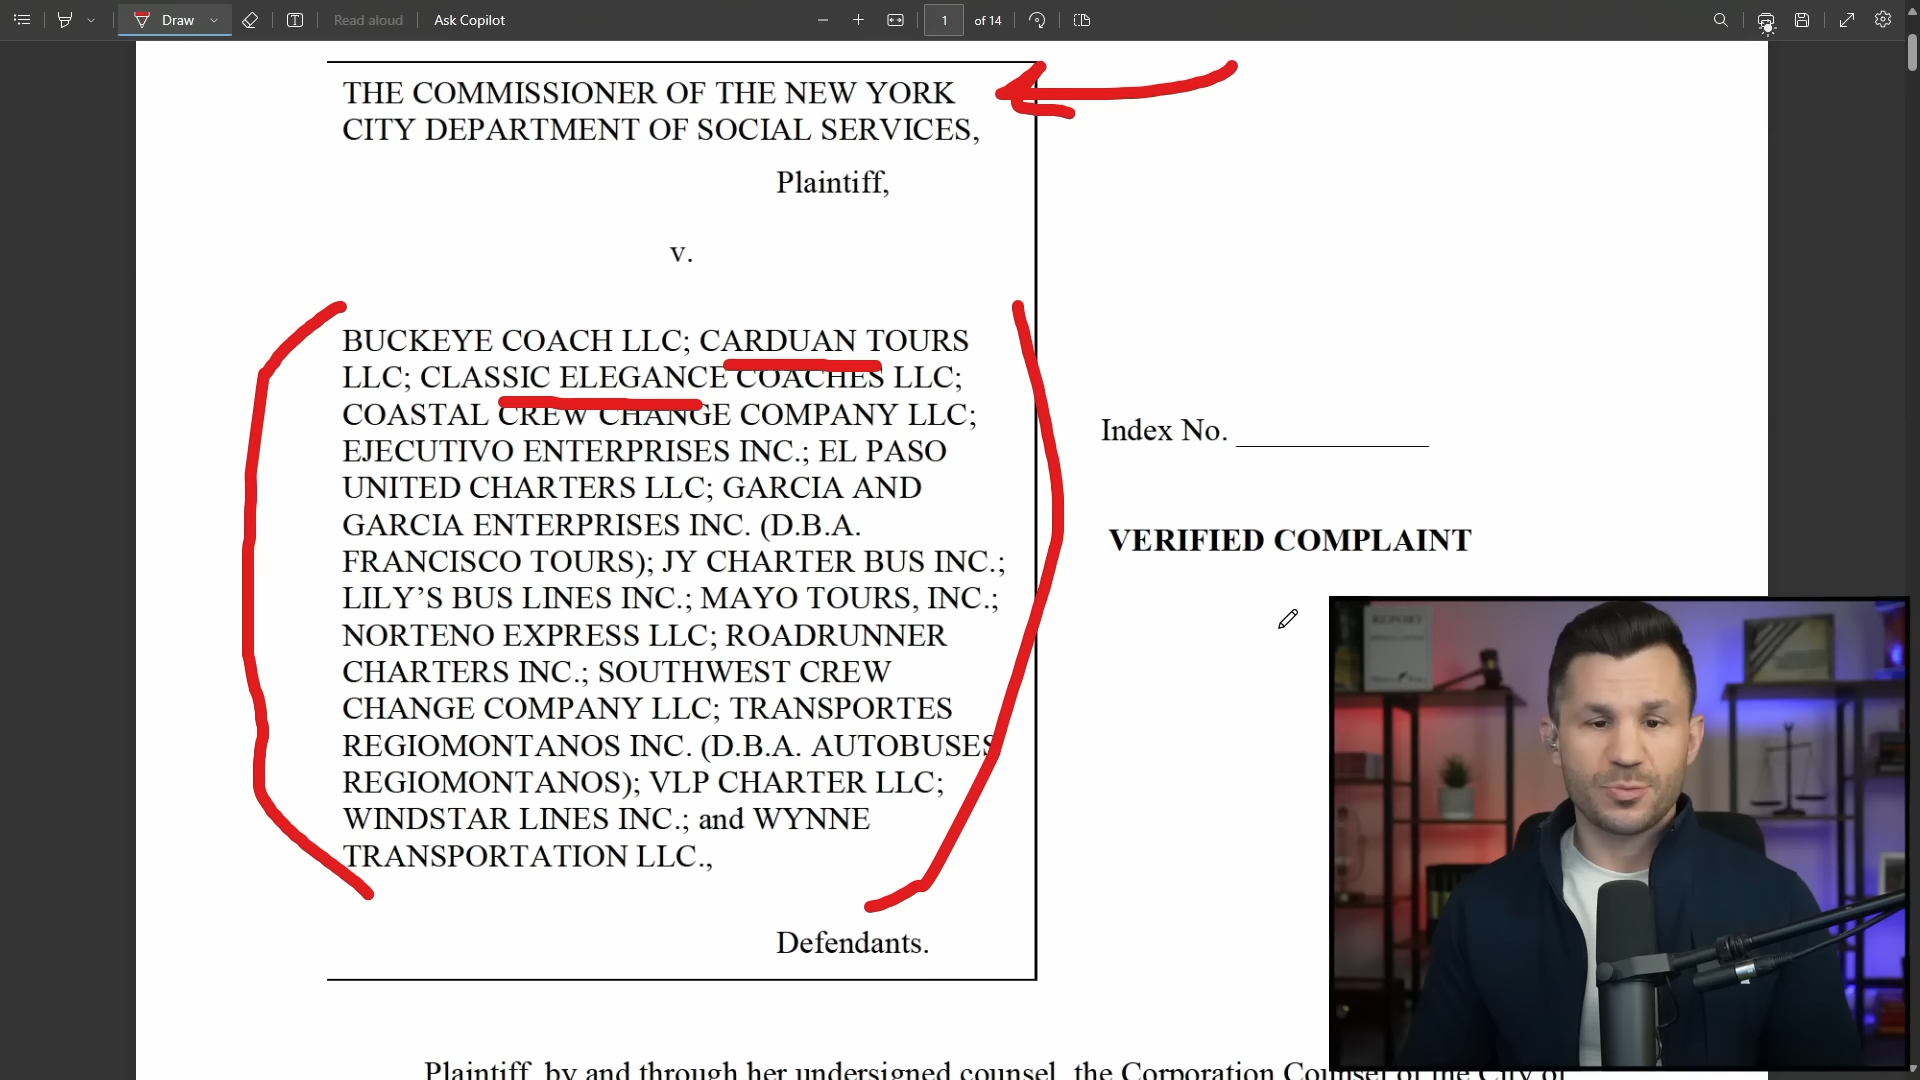 Draw
Read aloud
Ask Copilot
1
of 14
THE COMMISSIONER OF THE NEW YORK
CITY DEPARTMENT OF SOCIAL SERVICES,
Plaintiff,
v.
BUCKEYE COACH LLC; CARDUAN TOURS
LLC; CLASSIC ELEGANCE COACHES LLC;
COASTAL CREW CHANGE COMPANY LLC;
EJECUTIVO ENTERPRISES INC.; EL PASO
UNITED CHARTERS LLC; GARCIA AND
GARCIA ENTERPRISES INC. (D.B.A.
FRANCISCO TOURS); JY CHARTER BUS INC.;
LILY’S BUS LINES INC.; MAYO TOURS, INC.;
NORTENO EXPRESS LLC; ROADRUNNER
CHARTERS INC.; SOUTHWEST CREW
CHANGE COMPANY LLC; TRANSPORTES
REGIOMONTANOS INC. (D.B.A. AUTOBUSES
REGIOMONTANOS); VLP CHARTER LLC;
WINDSTAR LINES INC.; and WYNNE
TRANSPORTATION LLC.,
Defendants.
Index No.
VERIFIED COMPLAINT
REPORT
Plaintiff, by and through her undersigned counsel, the Corporation Counsel of the City of